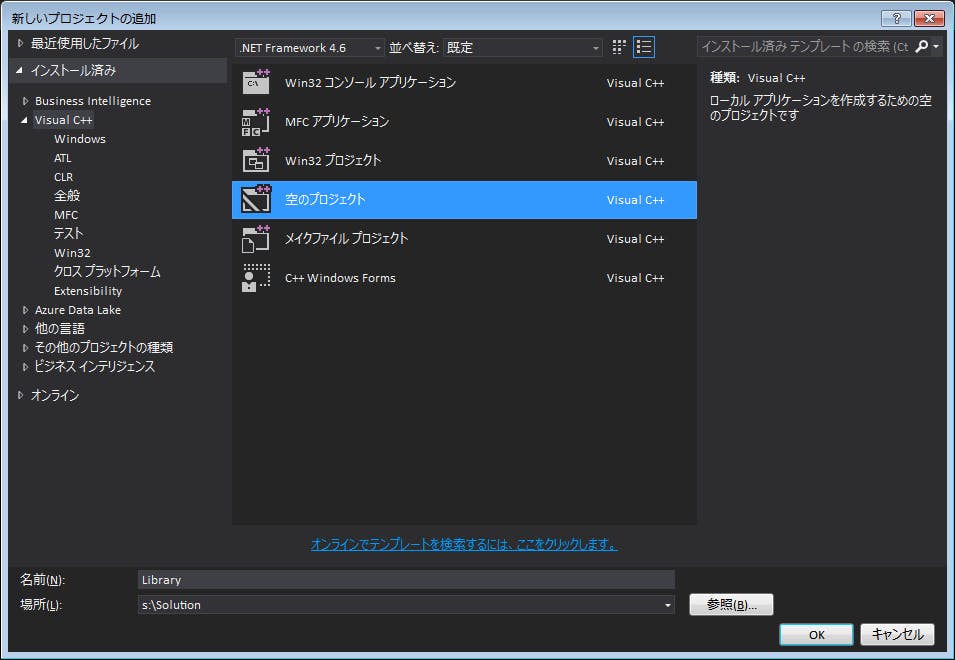 新しいプロジェクトの追加
最近使用したファイル
インストール済み
Business Intelligence
Visual C++
Windows
ATL
CLR
全般
MFC
テスト
Win32
クロス プラットフォーム
Extensibility
Azure Data Lake
他の言語
その他のプロジェクトの種類
ビジネス インテリジェンス
オンライン
.NET Framework 4.6 並べ替え: 既定
Win32 コンソール アプリケーション Visual C++
MFC アプリケーション Visual C++
Win32 プロジェクト Visual C++
空のプロジェクト Visual C++
メイクファイル プロジェクト Visual C++
C++ Windows Forms Visual C++
オンラインでテンプレートを検索するには、ここをクリックします。
インストール済み テンプレート の検索 (Ct
種類: Visual C++
ローカル アプリケーションを作成するための空
のプロジェクトです
名前(N): Library
場所(L): s:\Solution 参照(B)...
OK キャンセル